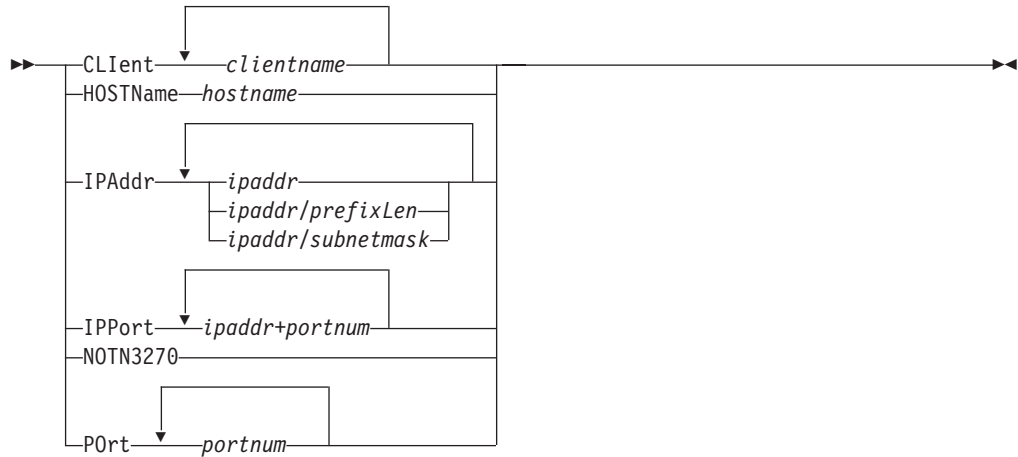 CLIent clientname
HOSTName hostname
IPAddr ipaddr
ipaddr/prefixLen
ipaddr/subnetmask
IPPort ipaddr+portnum
NOTN3270
POrt portnum